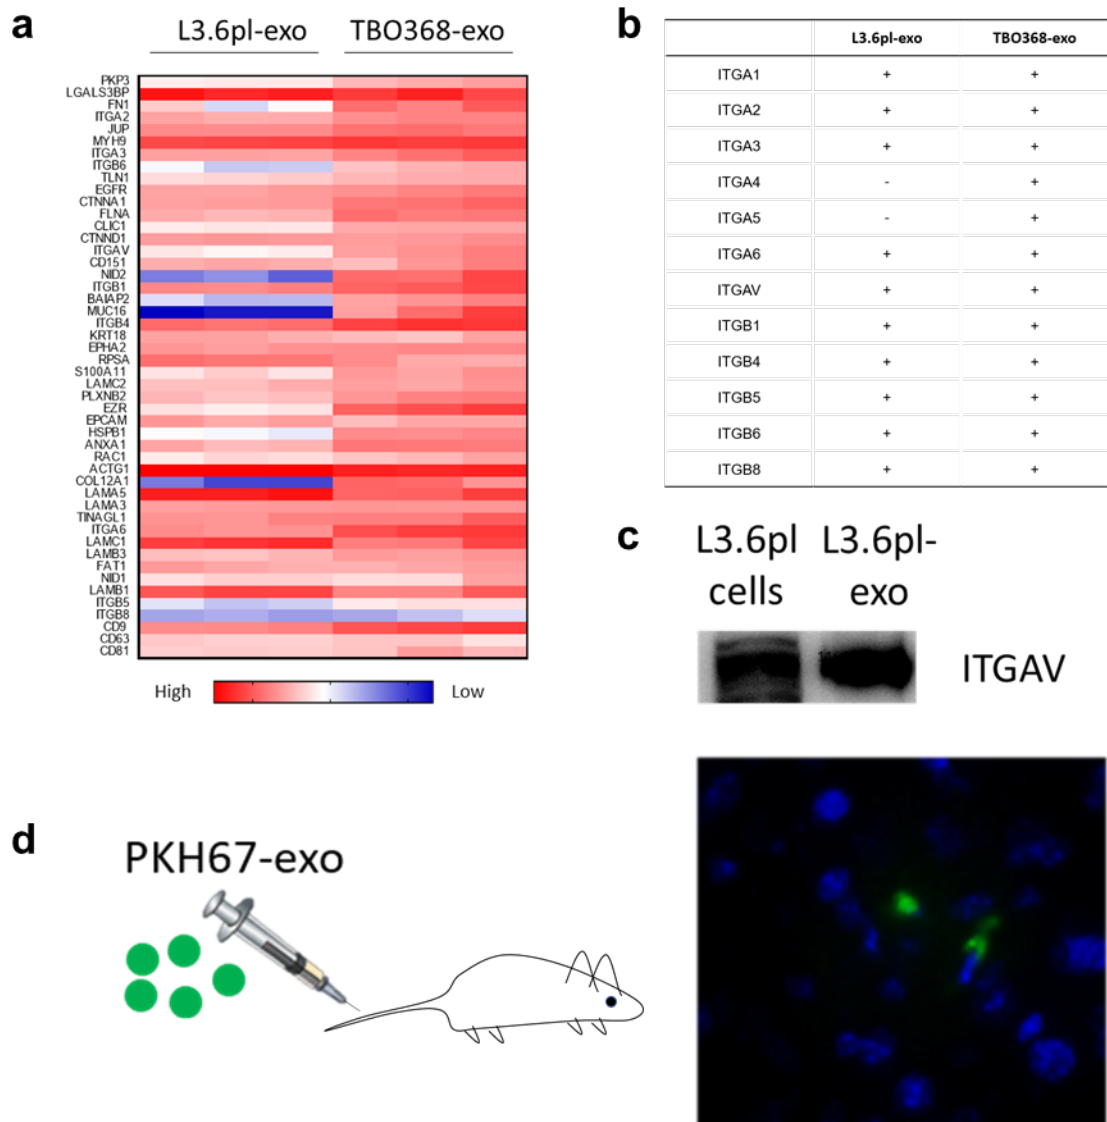 a
L3.6pl-exo TBO368-exo
PKP3
LGALS3BP
FN1
ITGA2
JUP
MYH9
ITGA3
ITGB6
TLN1
EGFR
CTNNA1
FLNA
CLIC1
CTNND1
ITGAV
CD151
NID2
ITGB1
BAIAP2
MUC16
ITGB4
KRT18
EPHA2
RPSA
S100A11
LAMC2
PLXNB2
EZR
EPCAM
HSPB1
ANXA1
RAC1
ACTG1
COL12A1
LAMA5
LAMA3
TINAGL1
ITGA6
LAMC1
LAMB3
FAT1
NID1
LAMB1
ITGB5
ITGB8
CD9
CD63
CD81
High Low
b
L3.6pl-exo TBO368-exo
ITGA1 + +
ITGA2 + +
ITGA3 + +
ITGA4 - +
ITGA5 - +
ITGA6 + +
ITGAV + +
ITGB1 + +
ITGB4 + +
ITGB5 + +
ITGB6 + +
ITGB8 + +
c
L3.6pl L3.6pl-
cells exo
ITGAV
d
PKH67-exo